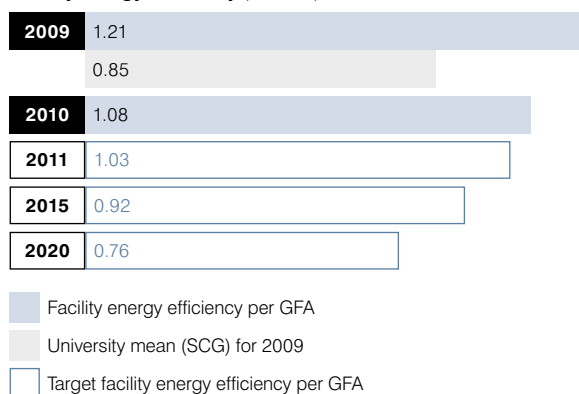 2009 1.21
0.85
2010 1.08
2011 1.03
2015 0.92
2020 0.76
Facility energy efficiency per GFA
University mean (SCG) for 2009
Target facility energy efficiency per GFA